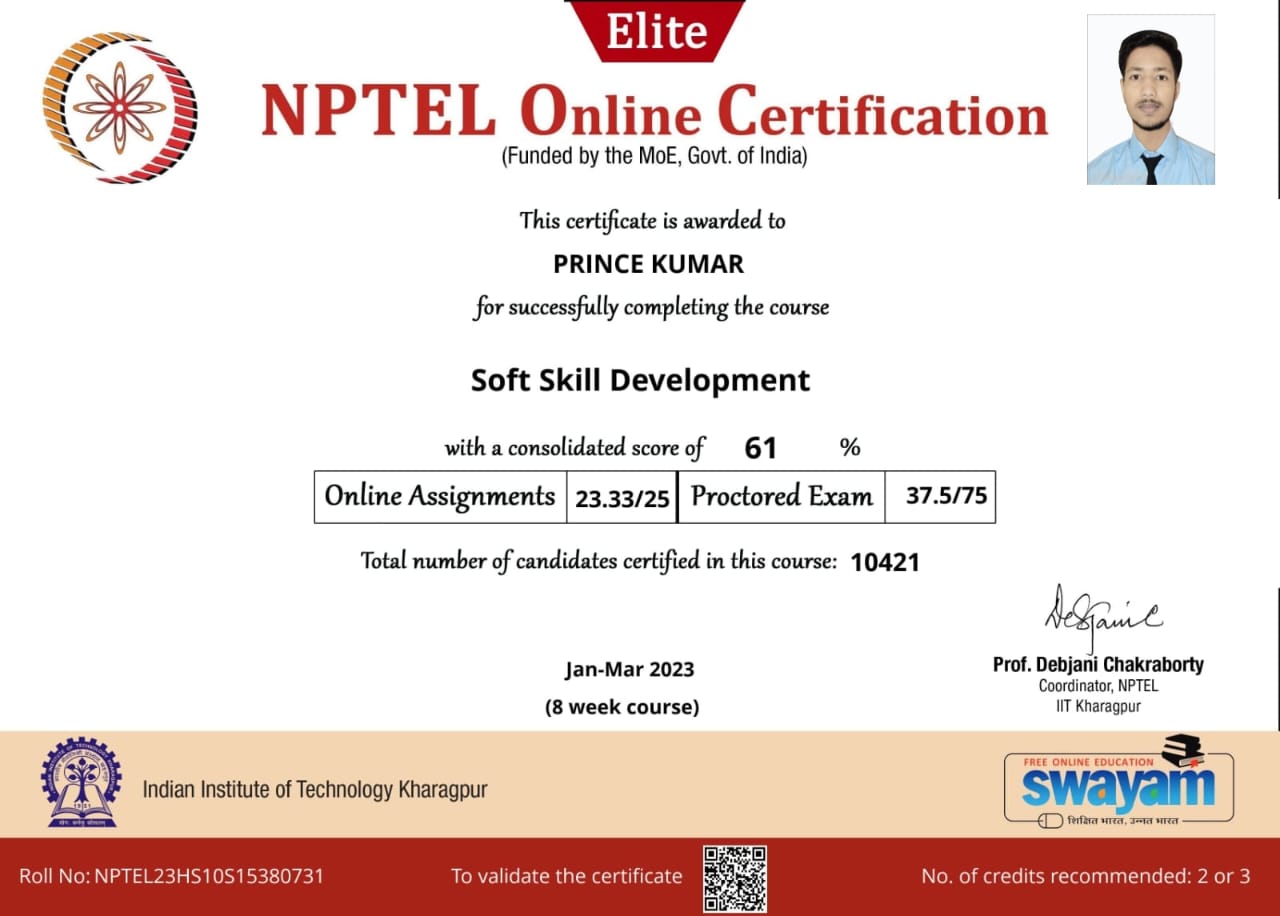 Elite
NPTEL Online Certification
(Funded by the MoE, Govt. of India)
This certificate is awarded to
PRINCE KUMAR
for successfully completing the course
Soft Skill Development
with a consolidated score of 61 %
Online Assignments 23.33/25 Proctored Exam 37.5/75
Total number of candidates certified in this course: 10421
Jan-Mar 2023
(8 week course)
Prof. Debjani Chakraborty
Coordinator, NPTEL
IIT Kharagpur
Indian Institute of Technology Kharagpur
FREE ONLINE EDUCATION
swayam
शिक्षित भारत, उन्नत भारत
Roll No: NPTEL23HS10S15380731
To validate the certificate
No. of credits recommended: 2 or 3